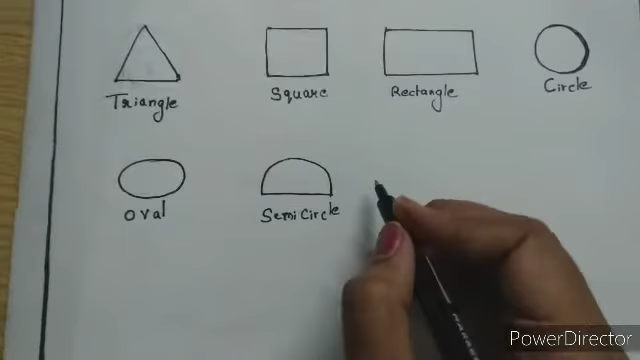 Triangle
Square
Rectangle
Circle
Oval
Semi Circle
PowerDirector